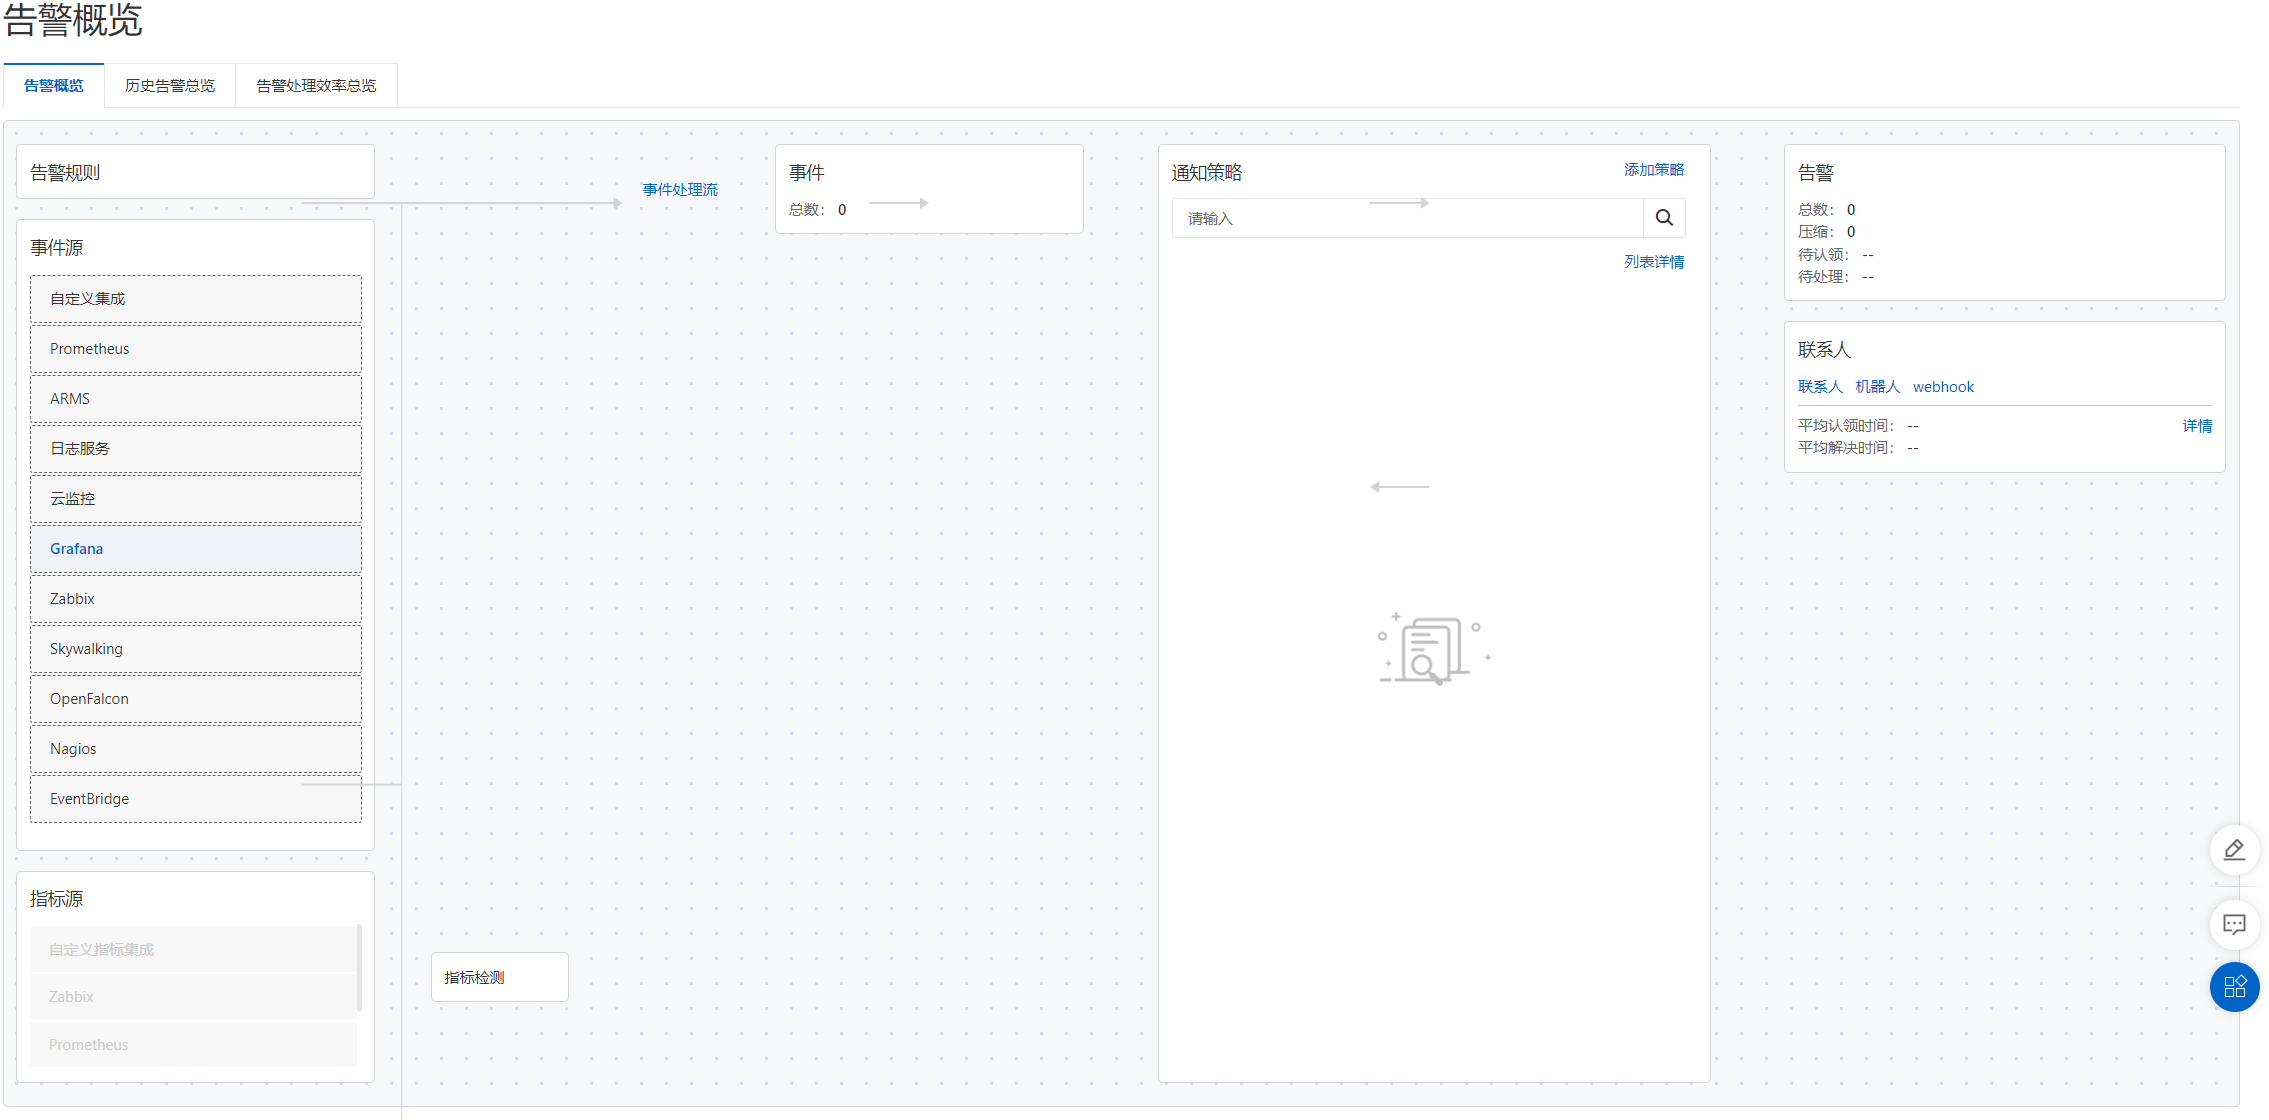 告警概览
告警概览
历史告警总览
告警处理效率总览
告警规则
事件源
自定义集成
Prometheus
ARMS
日志服务
云监控
Grafana
Zabbix
Skywalking
OpenFalcon
Nagios
EventBridge
指标源
自定义指标集成
Zabbix
Prometheus
指标检测
事件处理流
事件
总数： 0
通知策略
添加策略
请输入
列表详情
告警
总数： 0
压缩： 0
待认领： --
待处理： --
联系人
联系人 机器人 webhook
平均认领时间： -- 详情
平均解决时间： --